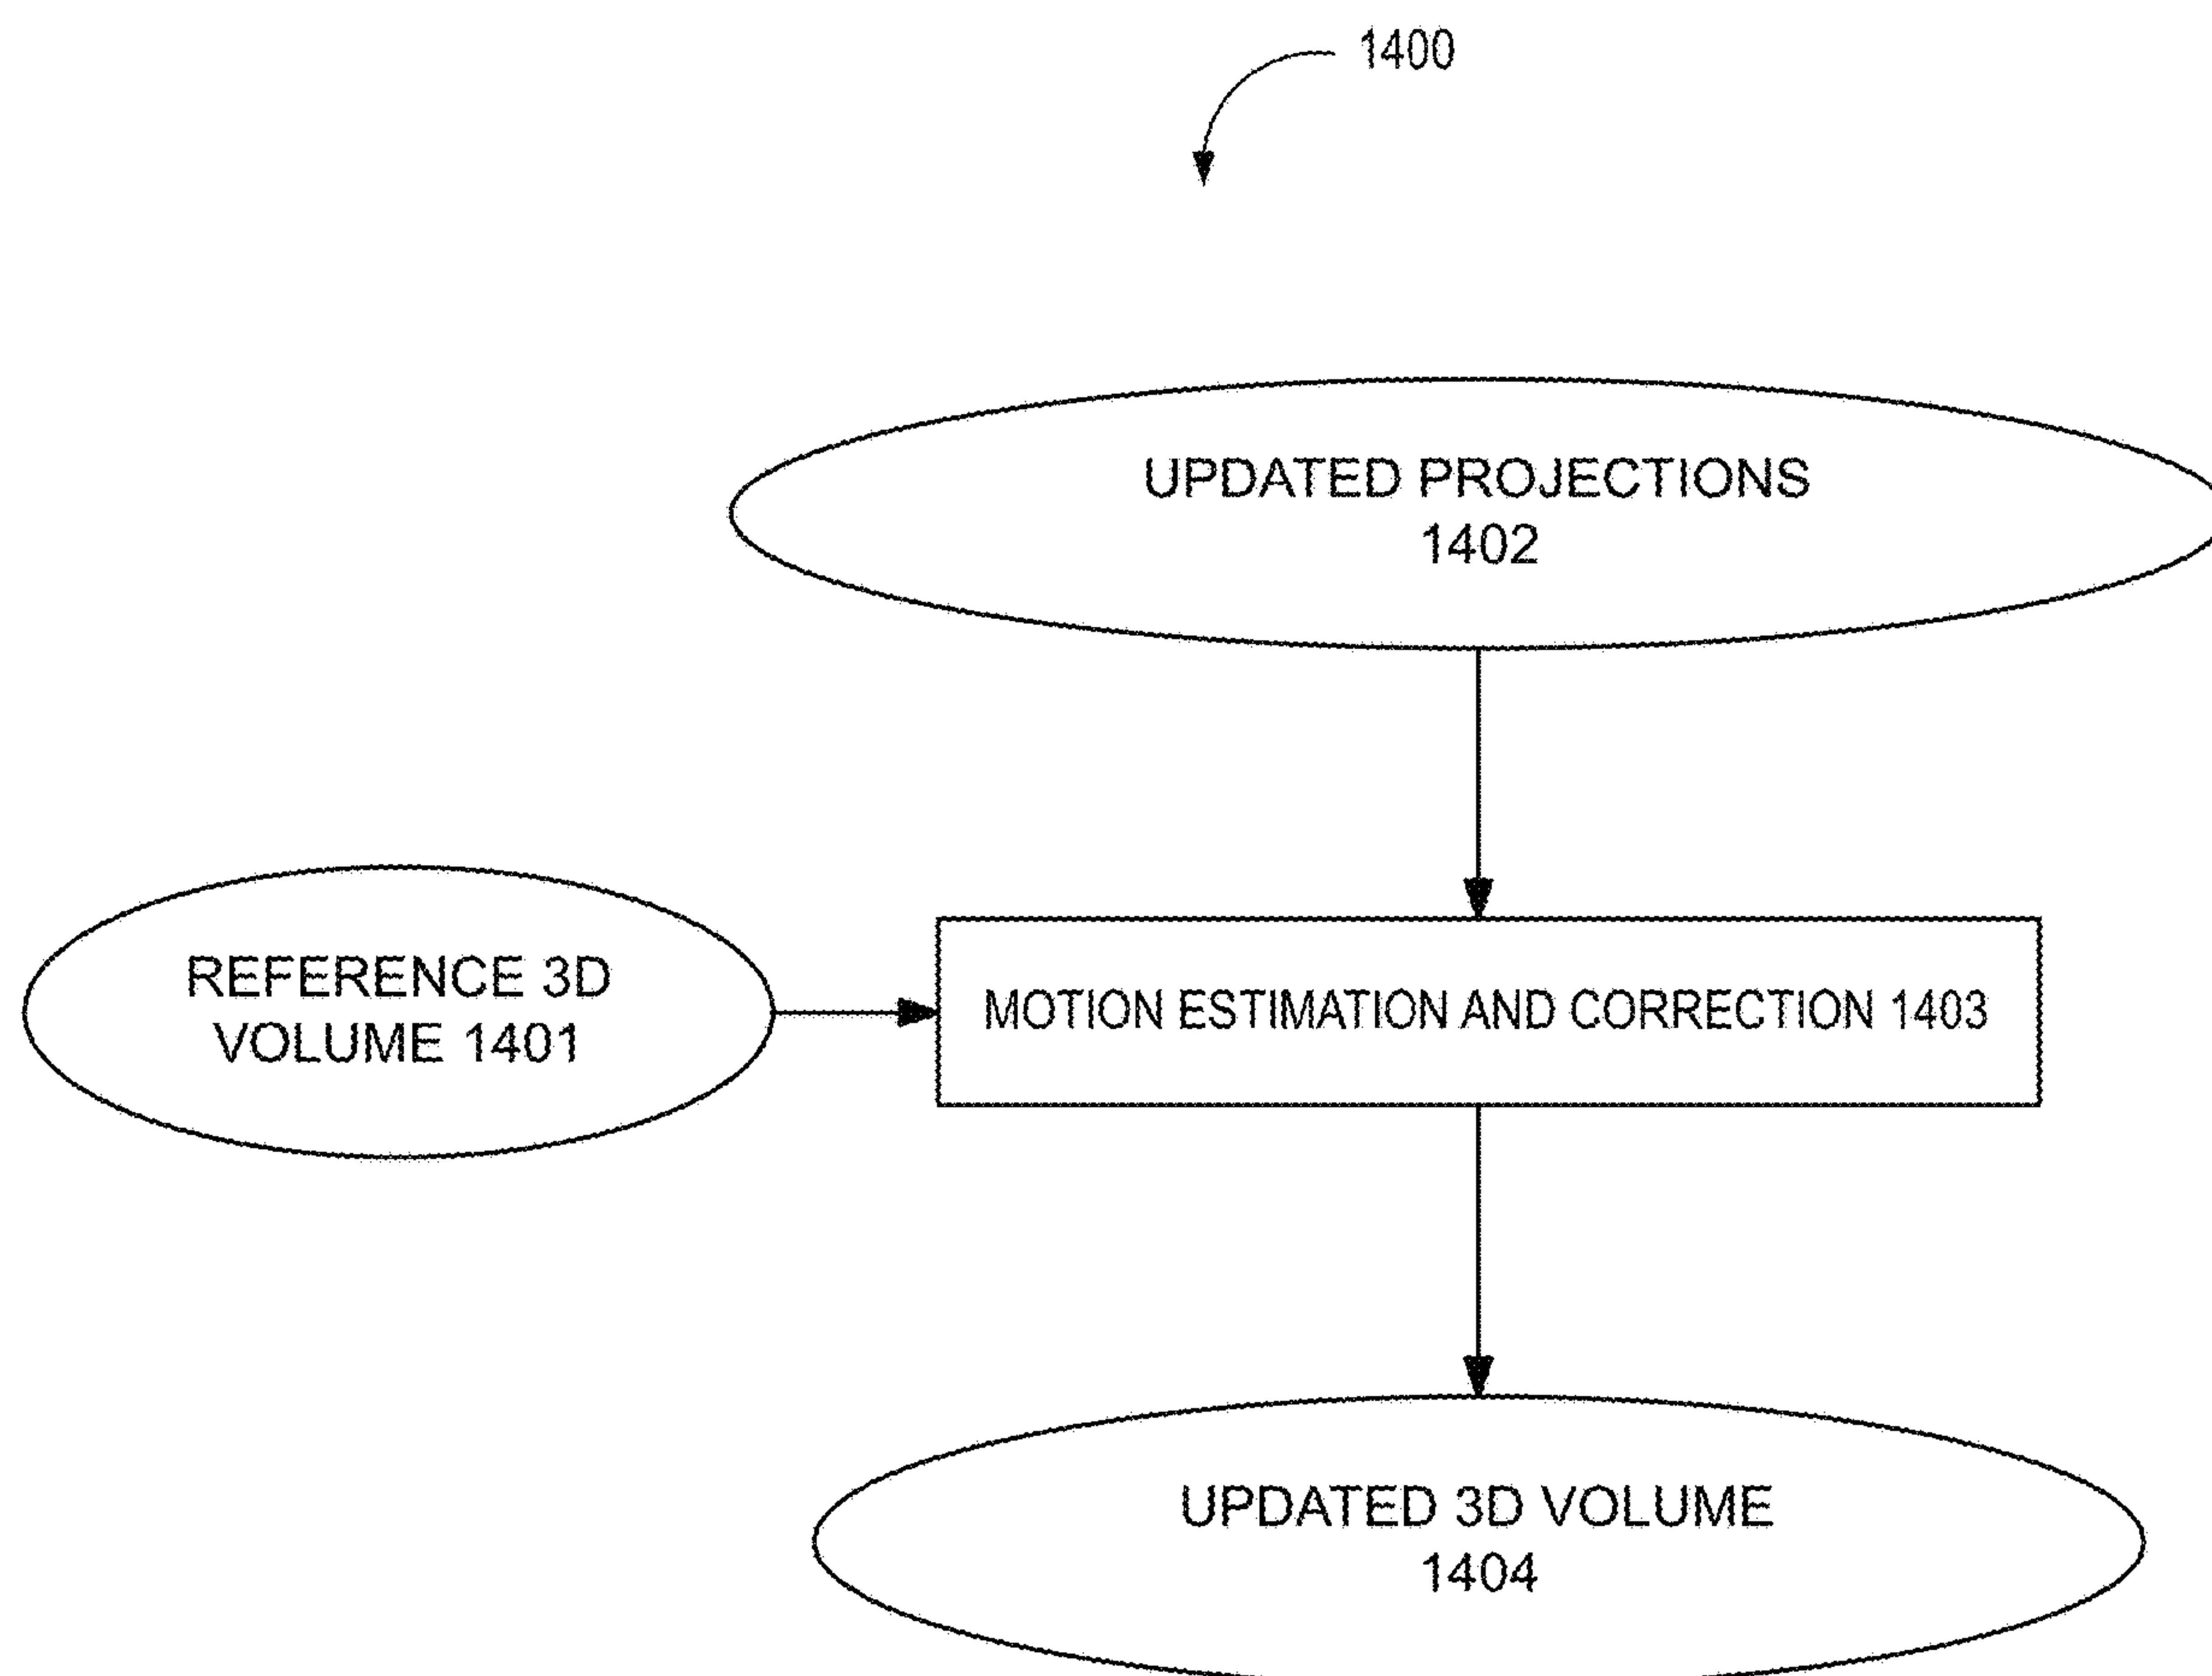 1400
UPDATED PROJECTIONS
1402
REFERENCE 3D
VOLUME 1401
MOTION ESTIMATION AND CORRECTION 1403
UPDATED 3D VOLUME
1404